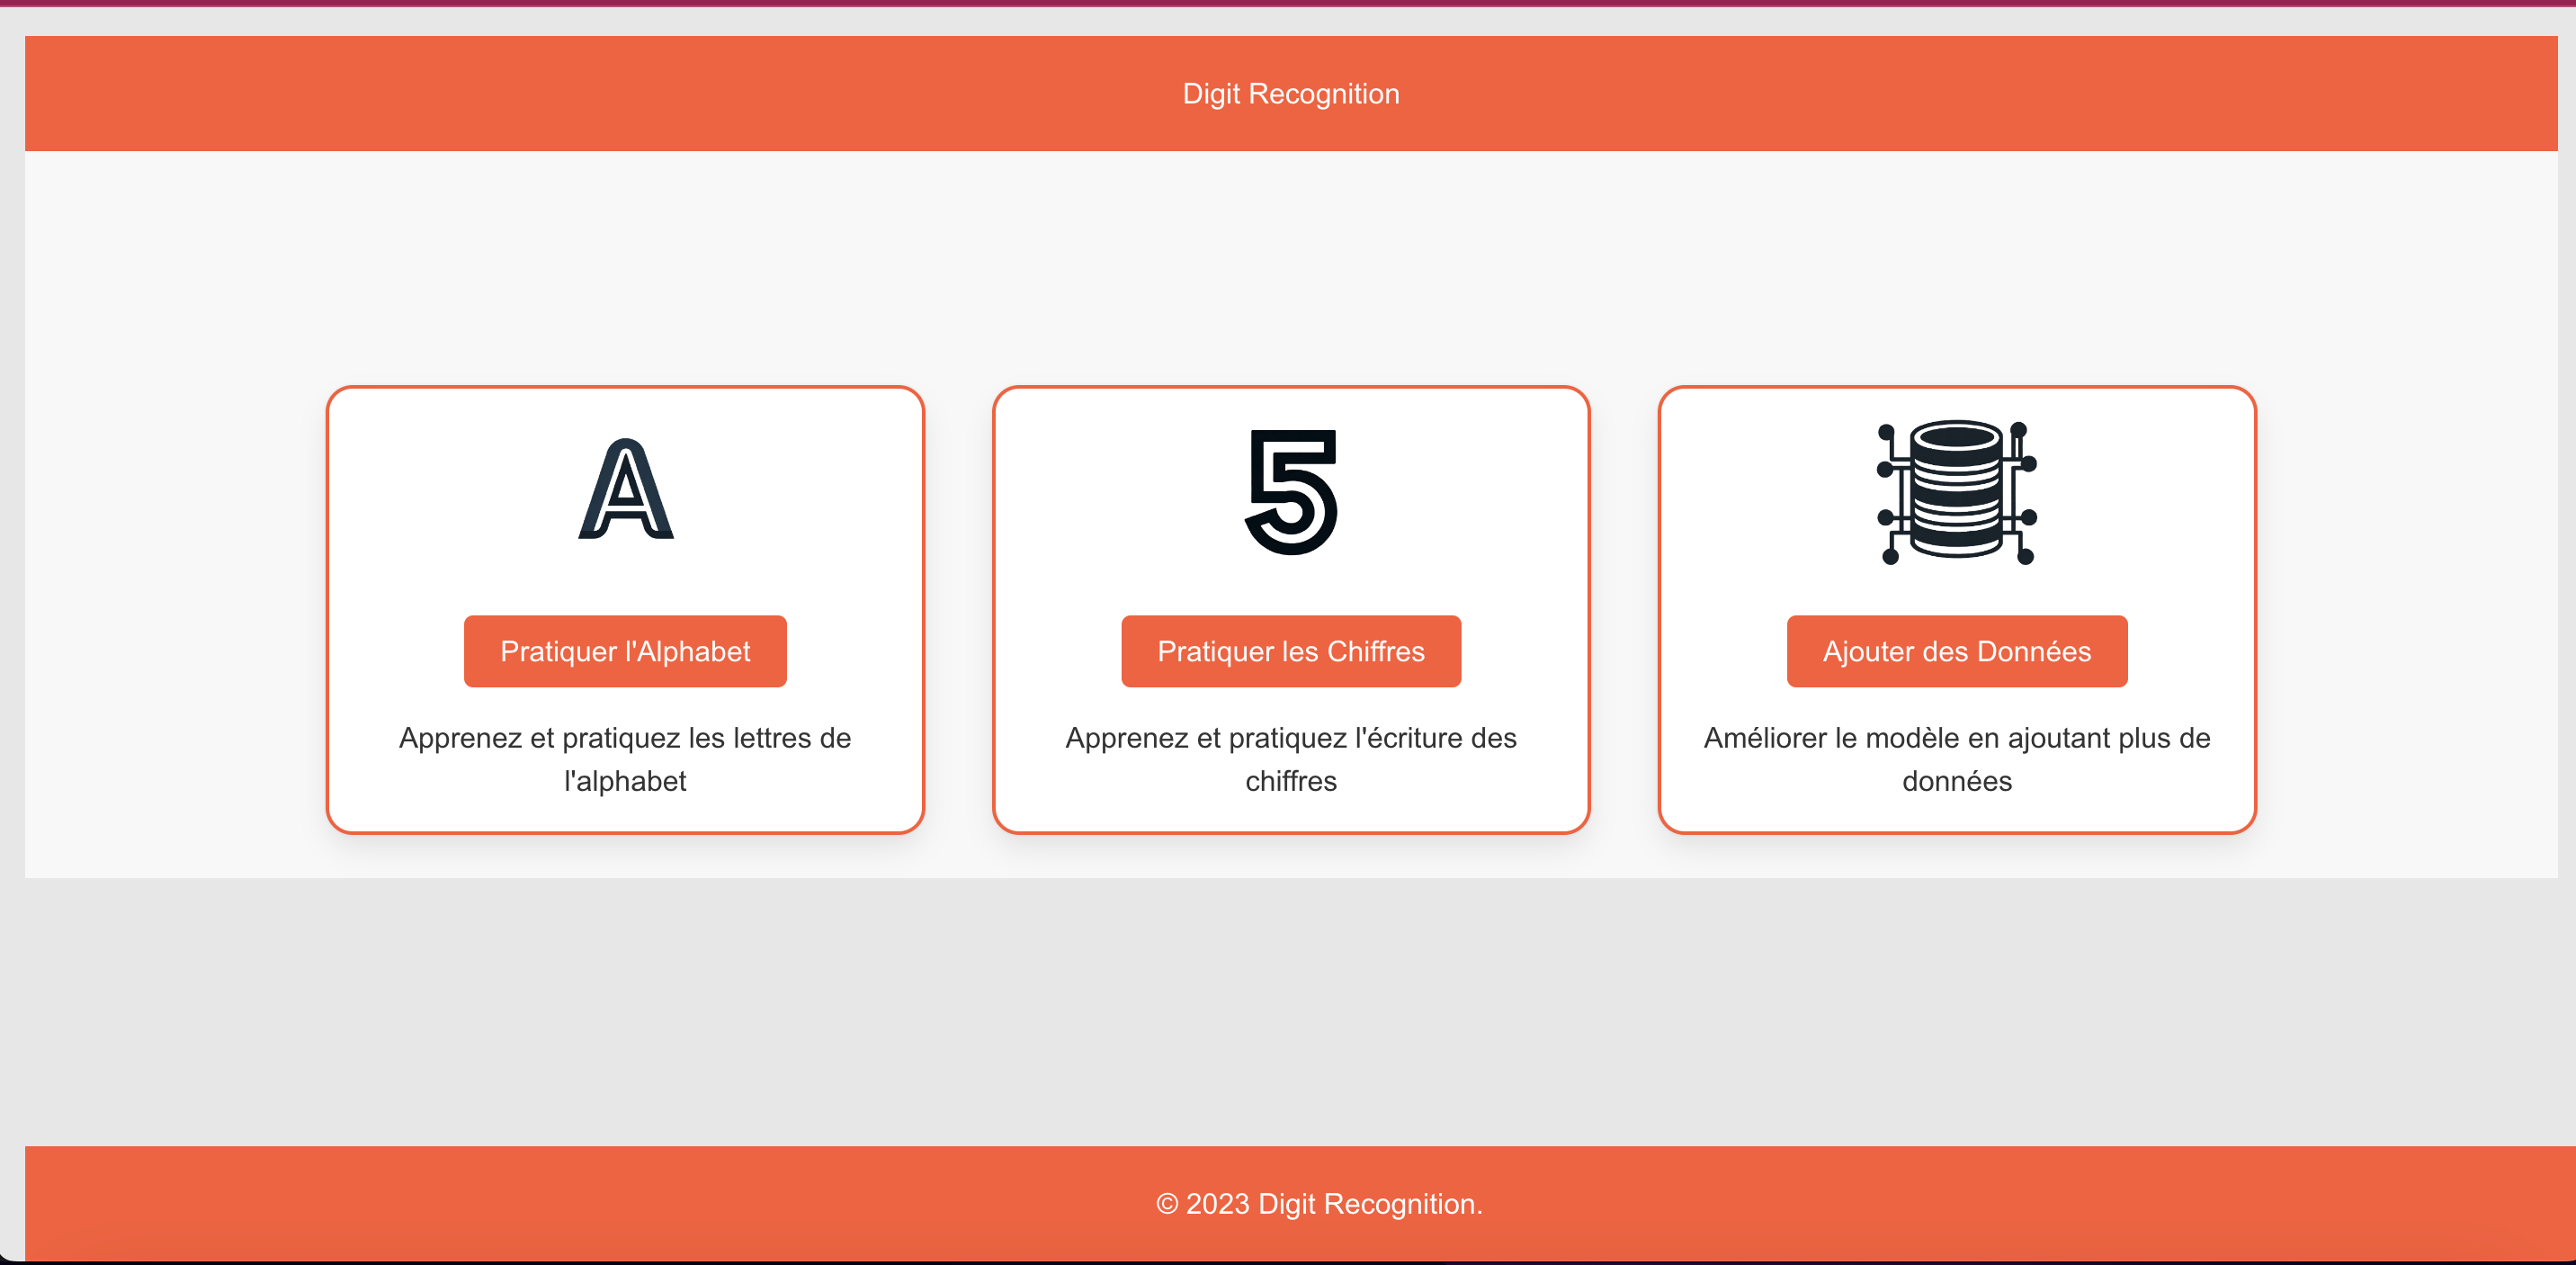 Digit Recognition
A
5
Pratiquer l'Alphabet
Pratiquer les Chiffres
Ajouter des Données
Apprenez et pratiquez les lettres de
l'alphabet
Apprenez et pratiquez l'écriture des
chiffres
Améliorer le modèle en ajoutant plus de
données
© 2023 Digit Recognition.